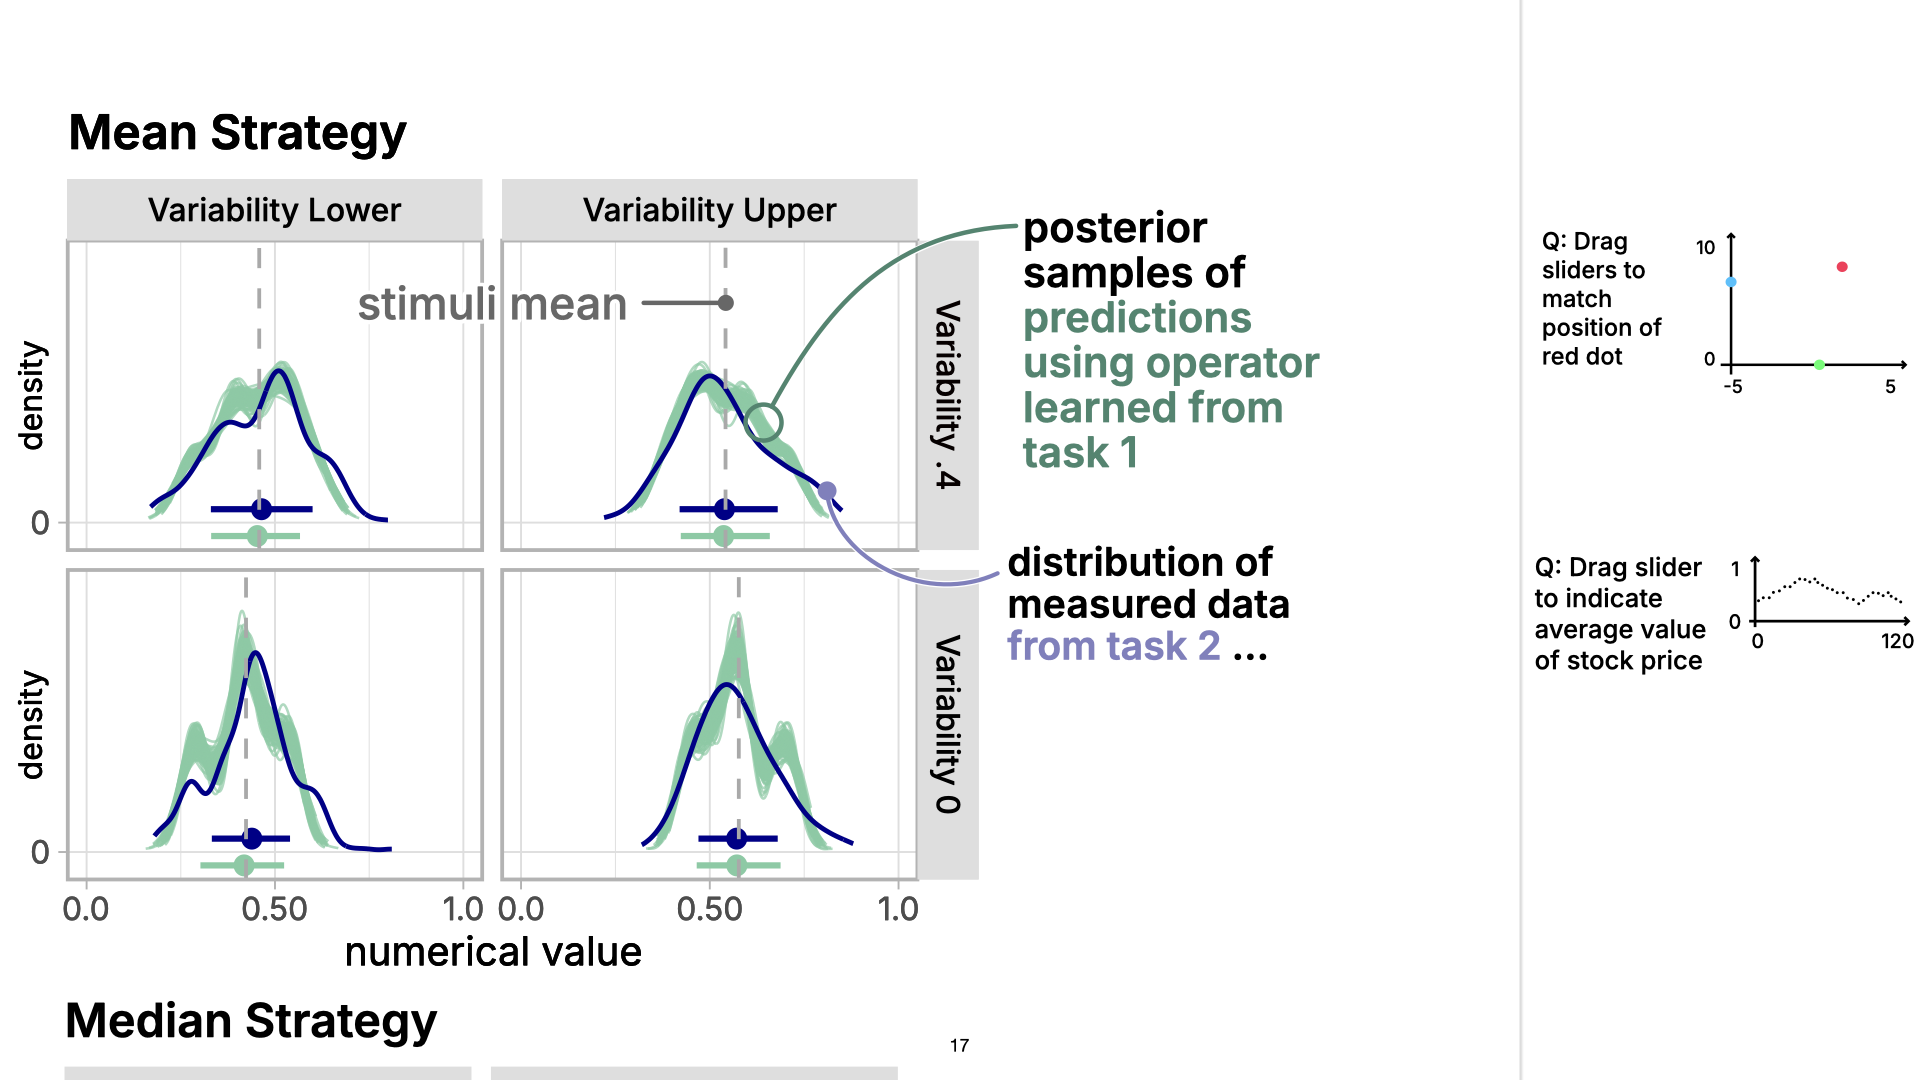 Mean Strategy
Variability Lower
Variability Upper
stimuli mean
density
0
Variability .4
density
0
Variability 0
0.0
0.50
1.0
0.0
0.50
1.0
numerical value
posterior
samples of
predictions
using operator
learned from
task 1
distribution of
measured data
from task 2 ...
Median Strategy
17
Q: Drag
sliders to
match
position of
red dot
10
0
-5
5
Q: Drag slider
to indicate
average value
of stock price
1
0
0
120